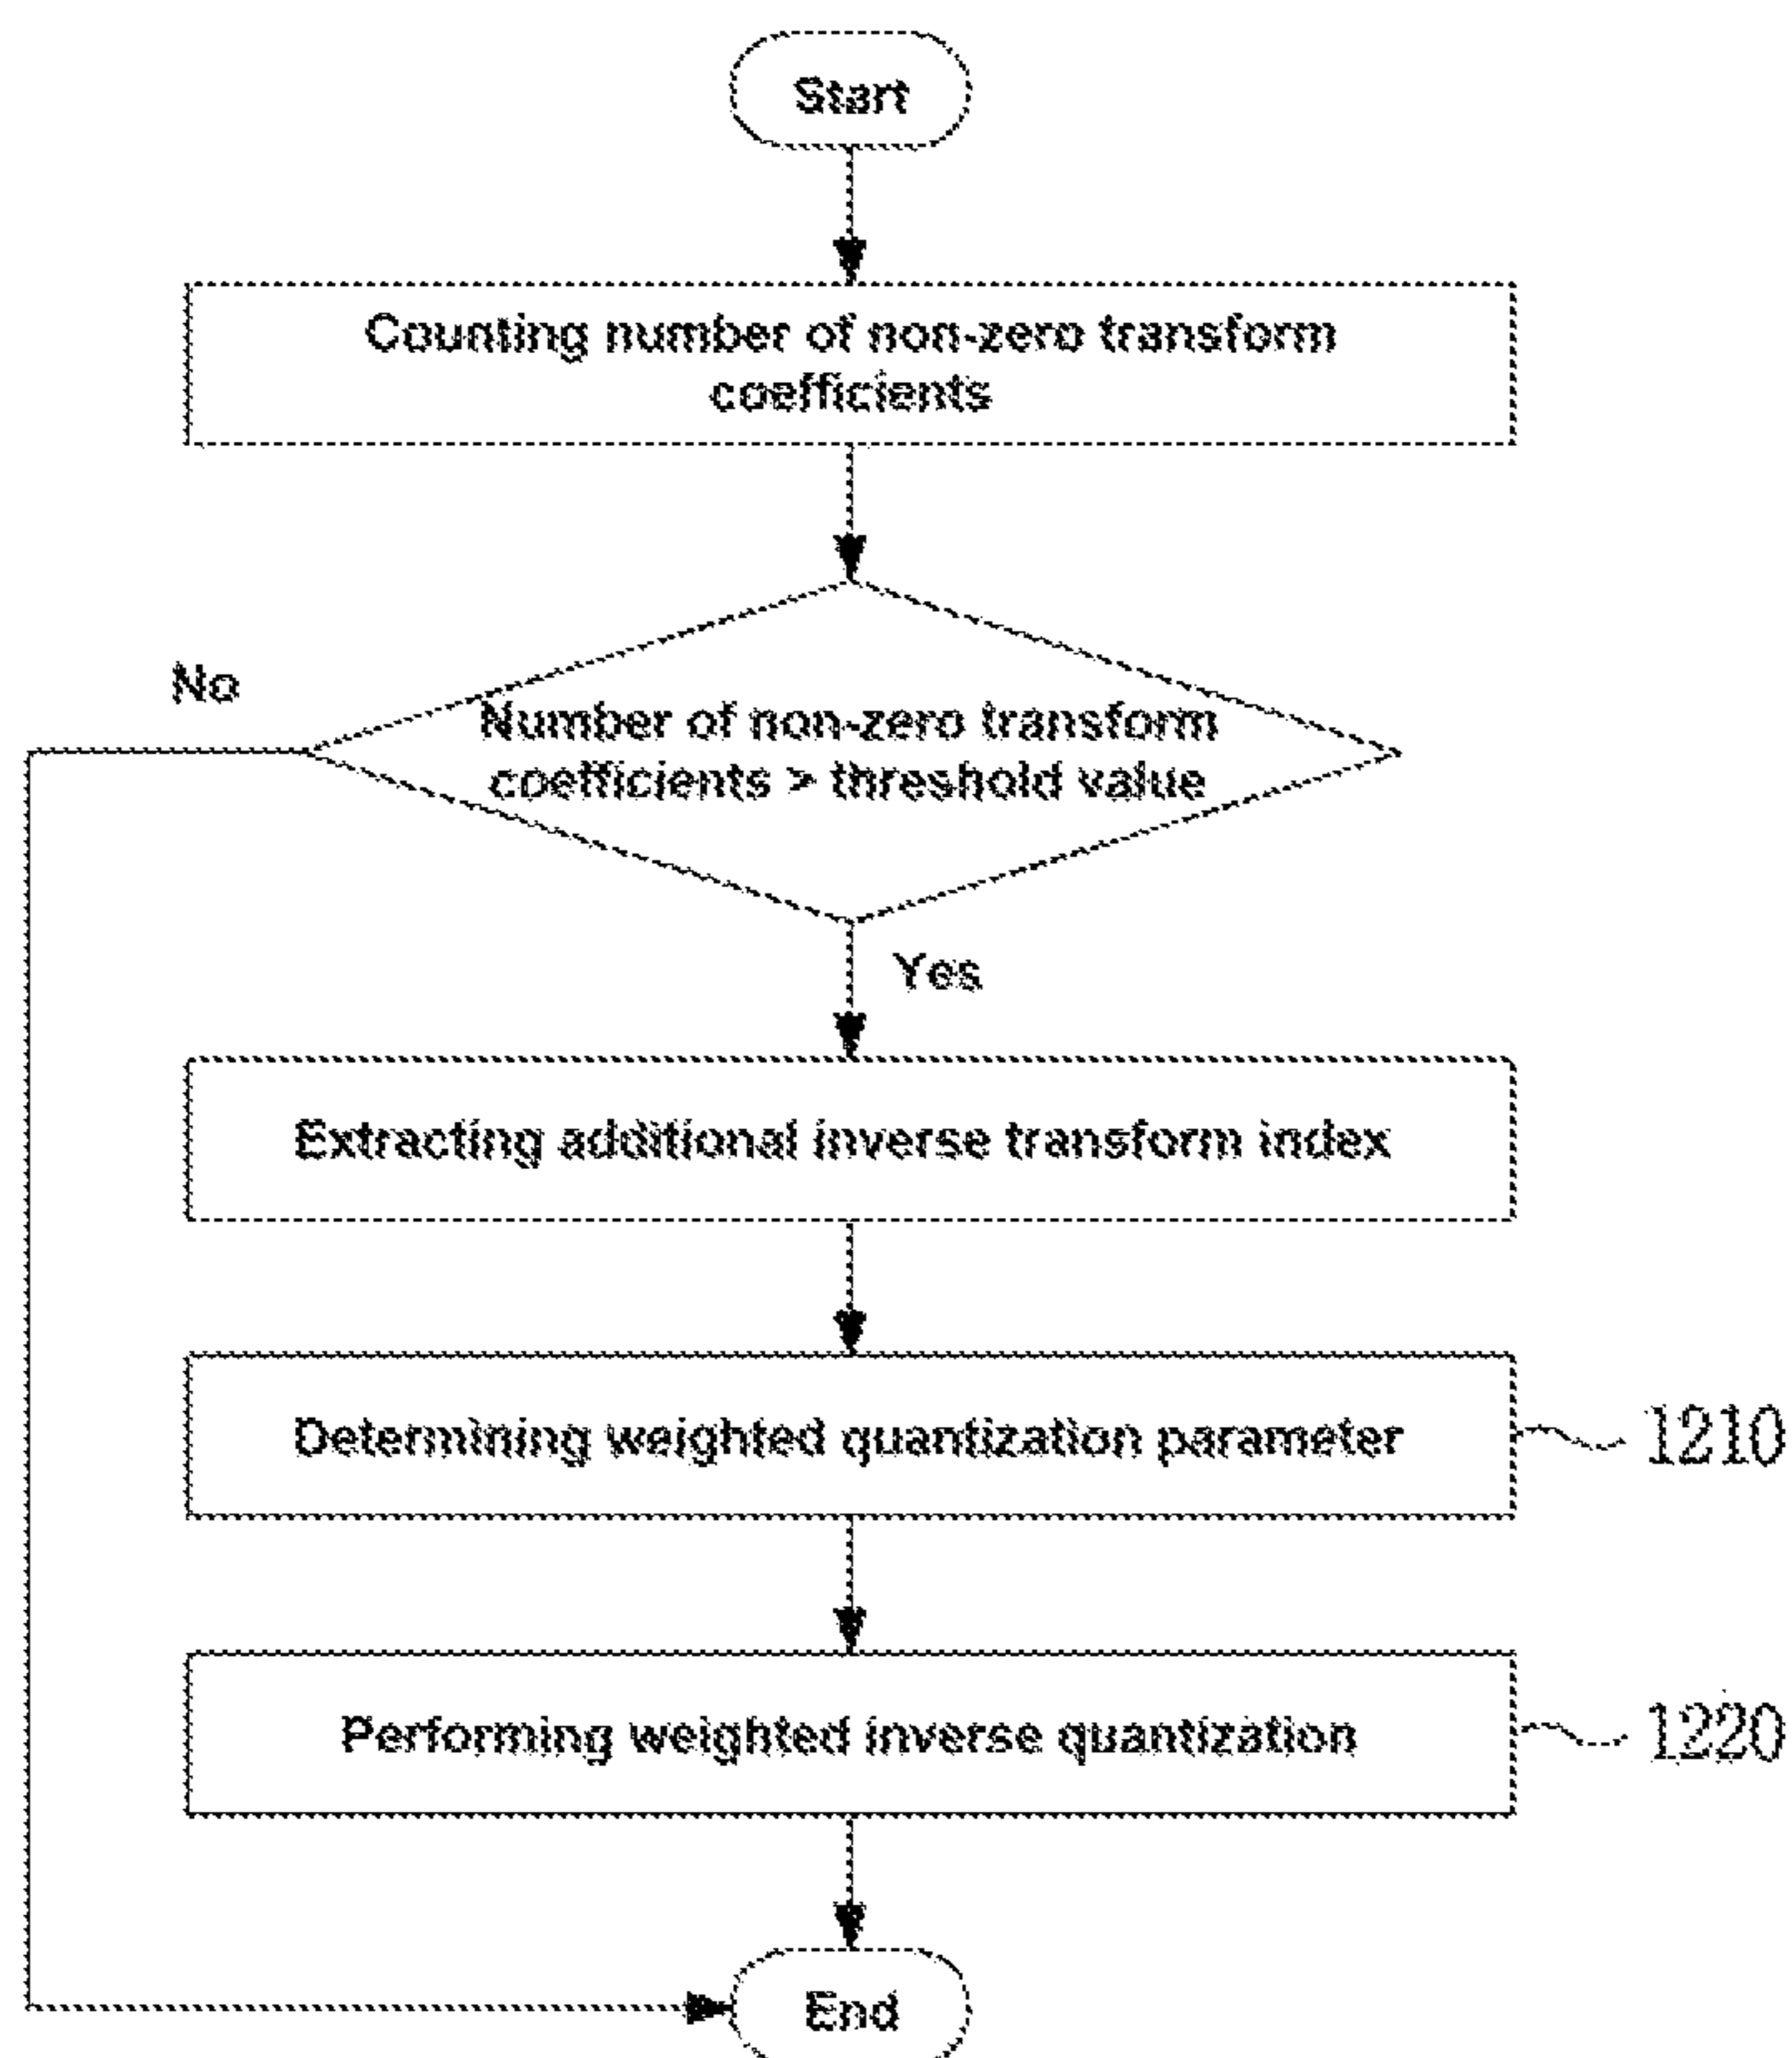 Start
Counting number of non-zero transform
coefficients
No
Number of non-zero transform
coefficients > threshold value
Yes
Extracting additional inverse transform index
Determining weighted quantization parameter
1210
Performing weighted inverse quantization
1220
End